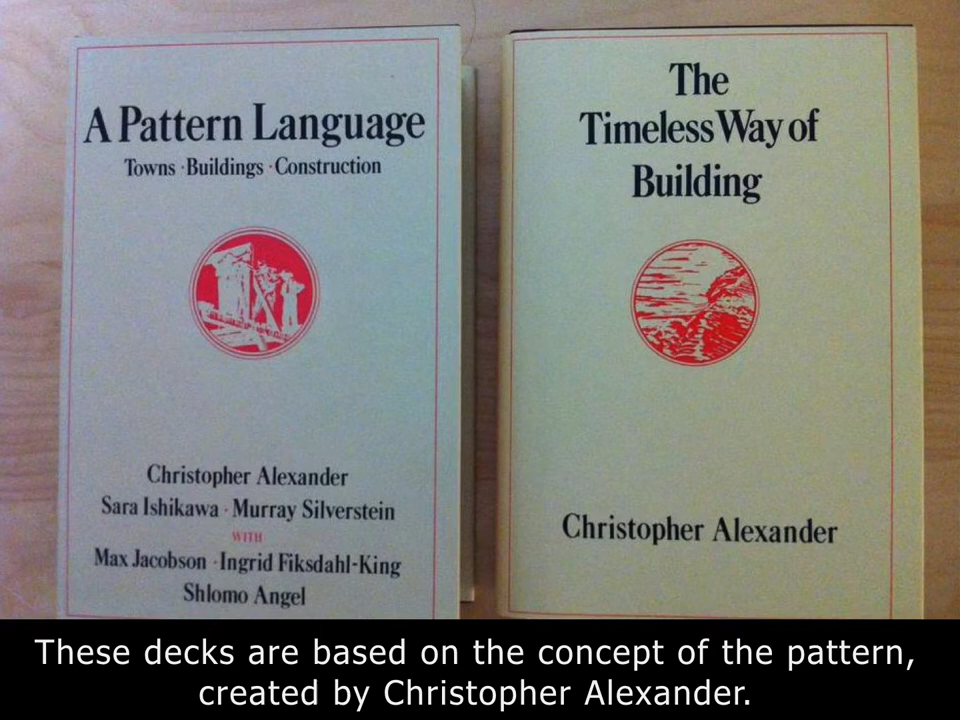 A Pattern Language
Towns · Buildings · Construction
Christopher Alexander
Sara Ishikawa · Murray Silverstein
WITH
Max Jacobson · Ingrid Fiksdahl-King
Shlomo Angel
The
Timeless Way of
Building
Christopher Alexander
These decks are based on the concept of the pattern,
created by Christopher Alexander.